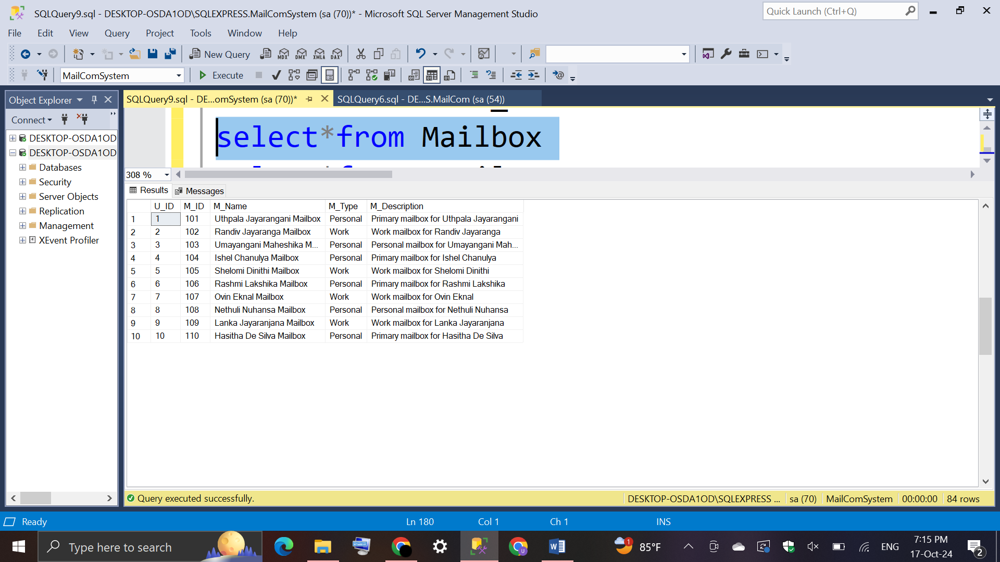 SQLQuery9.sql - DESKTOP-OSDA1OD\SQLEXPRESS.MailComSystem (sa (70))* - Microsoft SQL Server Management Studio
Quick Launch (Ctrl+Q)
File Edit View Query Project Tools Window Help
New Query MDX DMX XMLA DAX
MailComSystem Execute
Object Explorer
SQLQuery9.sql - DE...omSystem (sa (70))* SQLQuery6.sql - DE...S.MailCom (sa (54))
Connect
DESKTOP-OSDA1OD
DESKTOP-OSDA1OD
Databases
Security
Server Objects
Replication
Management
XEvent Profiler
select*from Mailbox
308 %
Results Messages
U_ID M_ID M_Name M_Type M_Description
1 1 101 Uthpala Jayarangani Mailbox Personal Primary mailbox for Uthpala Jayarangani
2 2 102 Randiv Jayaranga Mailbox Work Work mailbox for Randiv Jayaranga
3 3 103 Umayangani Maheshika M... Personal Personal mailbox for Umayangani Mah...
4 4 104 Ishel Chanulya Mailbox Personal Primary mailbox for Ishel Chanulya
5 5 105 Shelomi Dinithi Mailbox Work Work mailbox for Shelomi Dinithi
6 6 106 Rashmi Lakshika Mailbox Personal Primary mailbox for Rashmi Lakshika
7 7 107 Ovin Eknal Mailbox Work Work mailbox for Ovin Eknal
8 8 108 Nethuli Nuhansa Mailbox Personal Personal mailbox for Nethuli Nuhansa
9 9 109 Lanka Jayaranjana Mailbox Work Work mailbox for Lanka Jayaranjana
10 10 110 Hasitha De Silva Mailbox Personal Primary mailbox for Hasitha De Silva
Query executed successfully. DESKTOP-OSDA1OD\SQLEXPRESS ... sa (70) MailComSystem 00:00:00 84 rows
Ready Ln 180 Col 1 Ch 1 INS
Type here to search 1 85°F ENG 7:15 PM
17-Oct-24 2